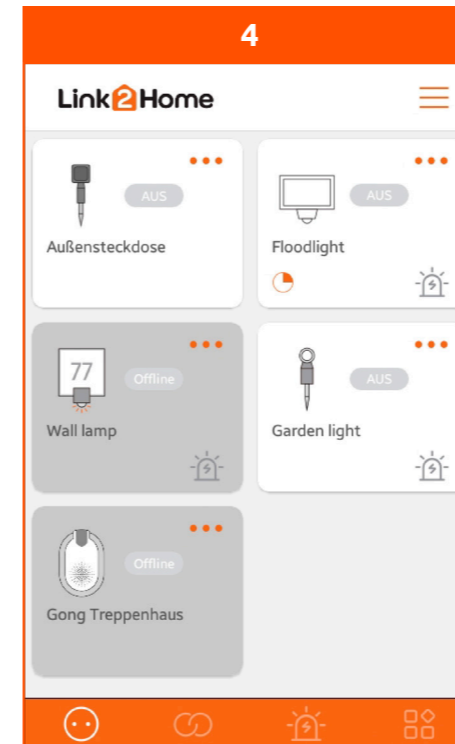 4
Link2Home
AUS
Außensteckdose
AUS
Floodlight
77
Offline
Wall lamp
AUS
Garden light
Offline
Gong Treppenhaus